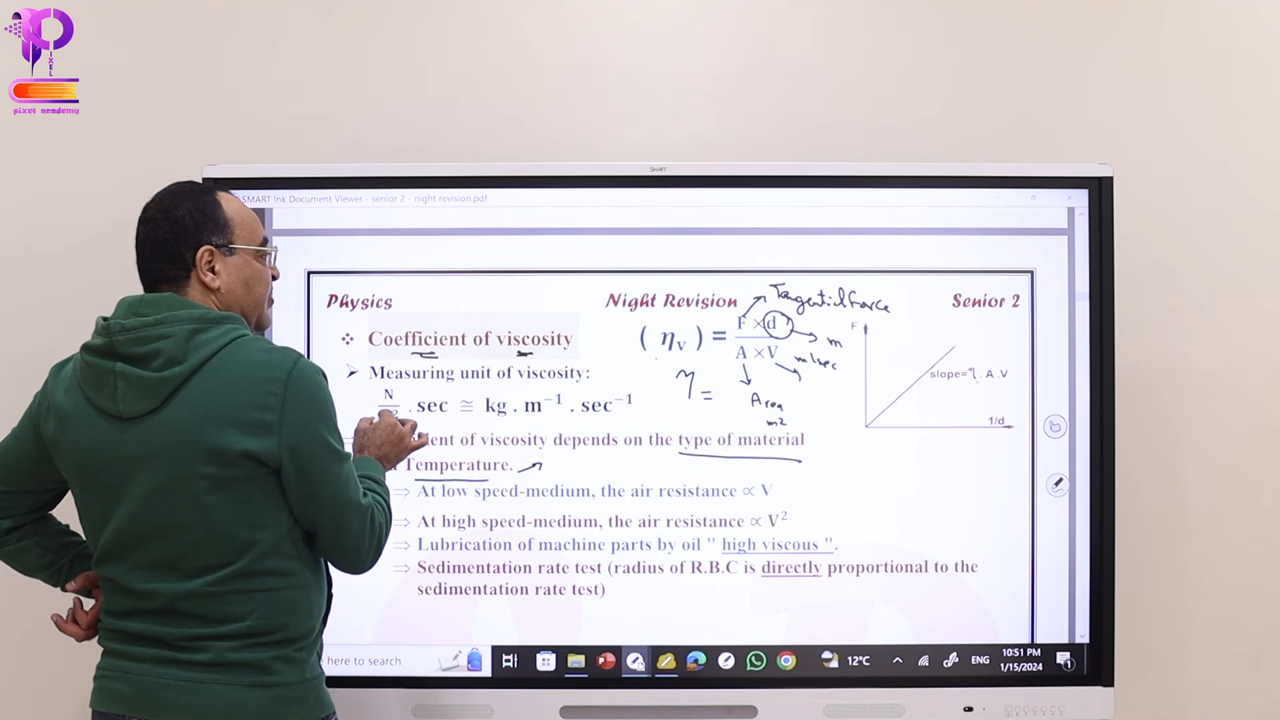 PIXEL
pixel academy
SMART
SMART Ink Document Viewer - senior 2 - night revision.pdf
Physics
Night Revision
Senior 2
Tangential Force
❖ Coefficient of viscosity
( ηv ) = F × d / A × V
m
m/sec
Area
m2
η =
F
slope=η. A. V
1/d
➤ Measuring unit of viscosity:
N
. sec ≅ kg . m⁻¹ . sec⁻¹
of viscosity depends on the type of material
Temperature.
⇒ At low speed-medium, the air resistance ∝ V
⇒ At high speed-medium, the air resistance ∝ V²
⇒ Lubrication of machine parts by oil " high viscous ".
⇒ Sedimentation rate test (radius of R.B.C is directly proportional to the
sedimentation rate test)
here to search
12°C
ENG
10:51 PM
1/15/2024